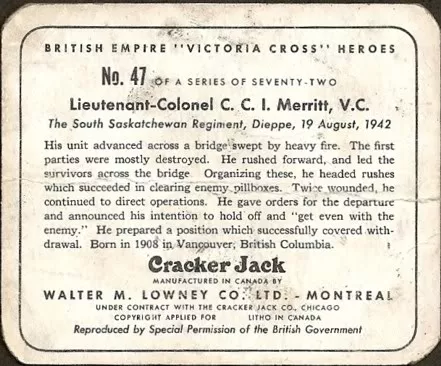 BRITISH EMPIRE "VICTORIA CROSS" HEROES
No. 47 OF A SERIES OF SEVENTY-TWO
Lieutenant-Colonel C. C. I. Merritt, V.C.
The South Saskatchewan Regiment, Dieppe, 19 August, 1942
His unit advanced across a bridge swept by heavy fire. The first
parties were mostly destroyed. He rushed forward, and led the
survivors across the bridge. Organizing these, he headed rushes
which succeeded in clearing enemy pillboxes. Twice wounded, he
continued to direct operations. He gave orders for the departure
and announced his intention to hold off and "get even with the
enemy." He prepared a position which successfully covered with-
drawal. Born in 1908 in Vancouver, British Columbia.
Cracker Jack
MANUFACTURED IN CANADA BY
WALTER M. LOWNEY CO. LTD. - MONTREAL
UNDER CONTRACT WITH THE CRACKER JACK CO., CHICAGO
COPYRIGHT APPLIED FOR LITHO IN CANADA
Reproduced by Special Permission of the British Government